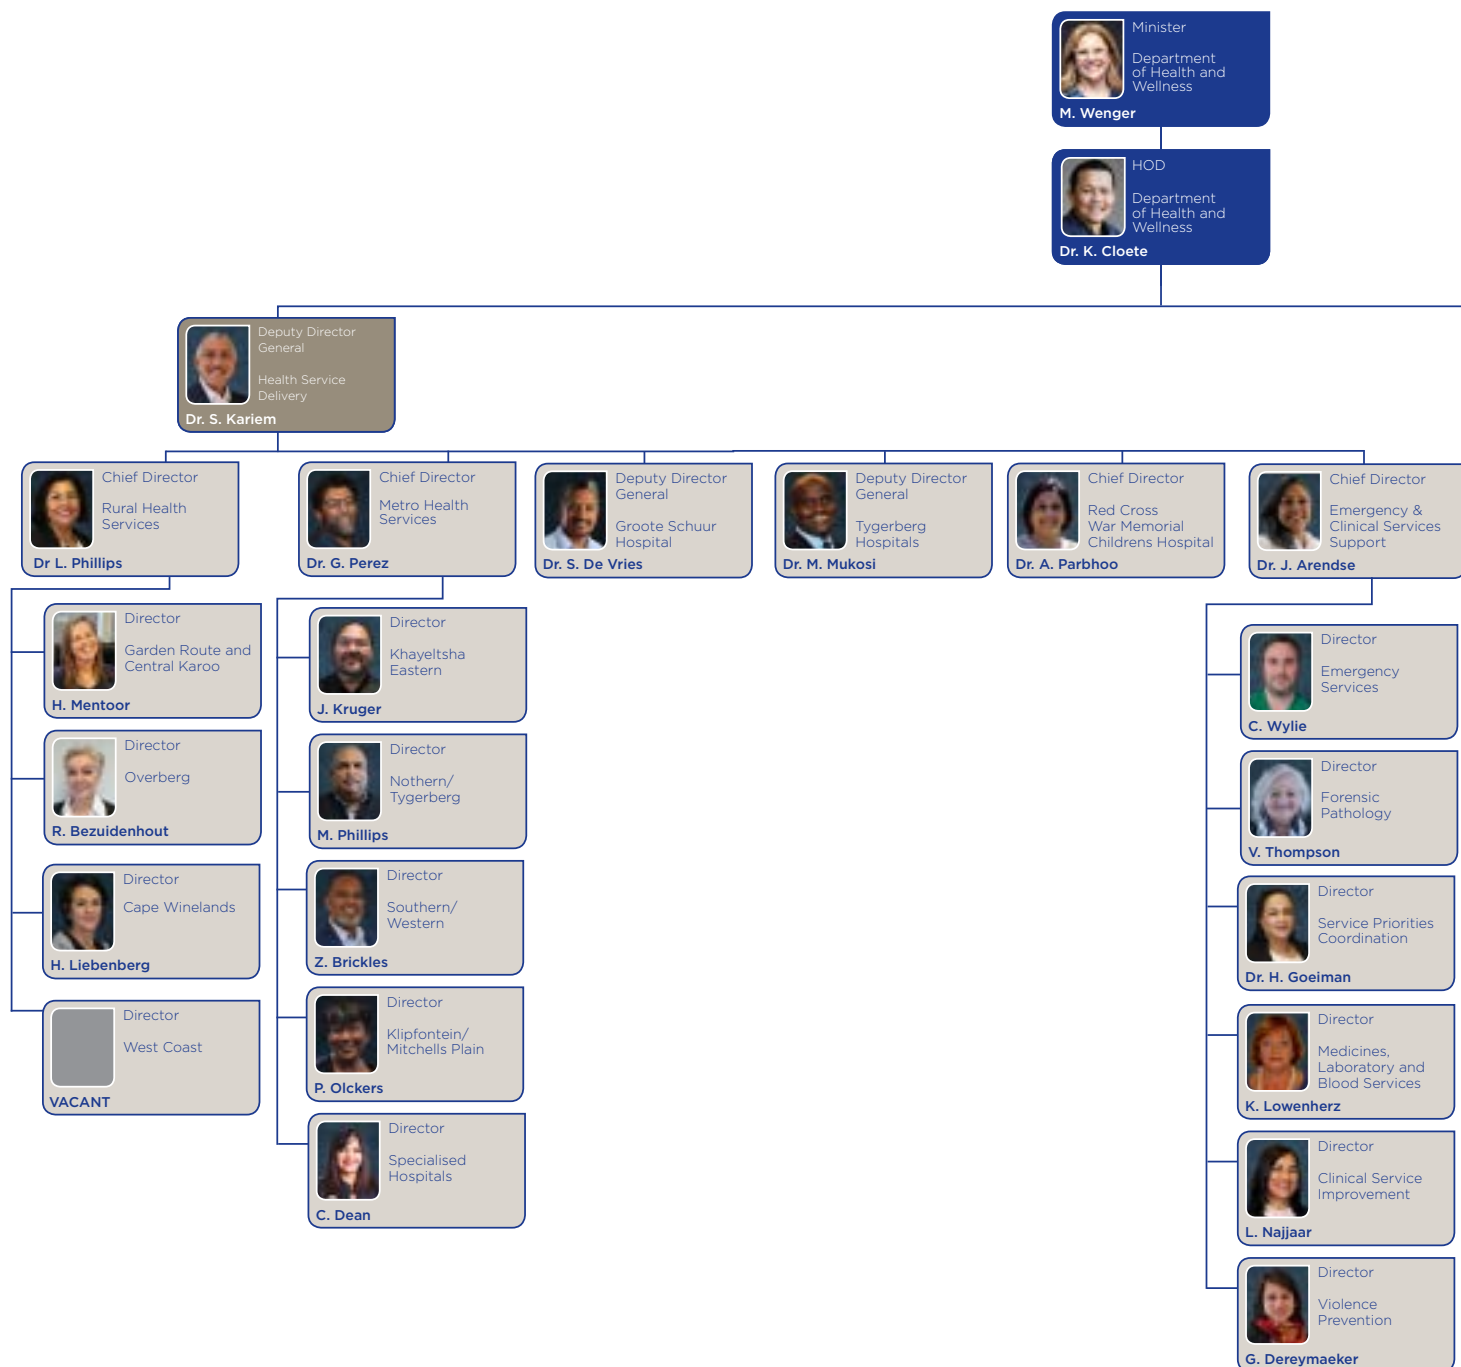 Minister
Department
of Health and
Wellness
M. Wenger
HOD
Department
of Health and
Wellness
Dr. K. Cloete
Deputy Director
General
Health Service
Delivery
Dr. S. Kariem
Chief Director
Rural Health
Services
Dr L. Phillips
Chief Director
Metro Health
Services
Dr. G. Perez
Deputy Director
General
Groote Schuur
Hospital
Dr. S. De Vries
Deputy Director
General
Tygerberg
Hospitals
Dr. M. Mukosi
Chief Director
Red Cross
War Memorial
Childrens Hospital
Dr. A. Parbhoo
Chief Director
Emergency &
Clinical Services
Support
Dr. J. Arendse
Director
Garden Route and
Central Karoo
H. Mentoor
Director
Overberg
R. Bezuidenhout
Director
Cape Winelands
H. Liebenberg
Director
West Coast
VACANT
Director
Khayeltsha
Eastern
J. Kruger
Director
Nothern/
Tygerberg
M. Phillips
Director
Southern/
Western
Z. Brickles
Director
Klipfontein/
Mitchells Plain
P. Olckers
Director
Specialised
Hospitals
C. Dean
Director
Emergency
Services
C. Wylie
Director
Forensic
Pathology
V. Thompson
Director
Service Priorities
Coordination
Dr. H. Goeiman
Director
Medicines,
Laboratory and
Blood Services
K. Lowenherz
Director
Clinical Service
Improvement
L. Najjaar
Director
Violence
Prevention
G. Dereymaeker